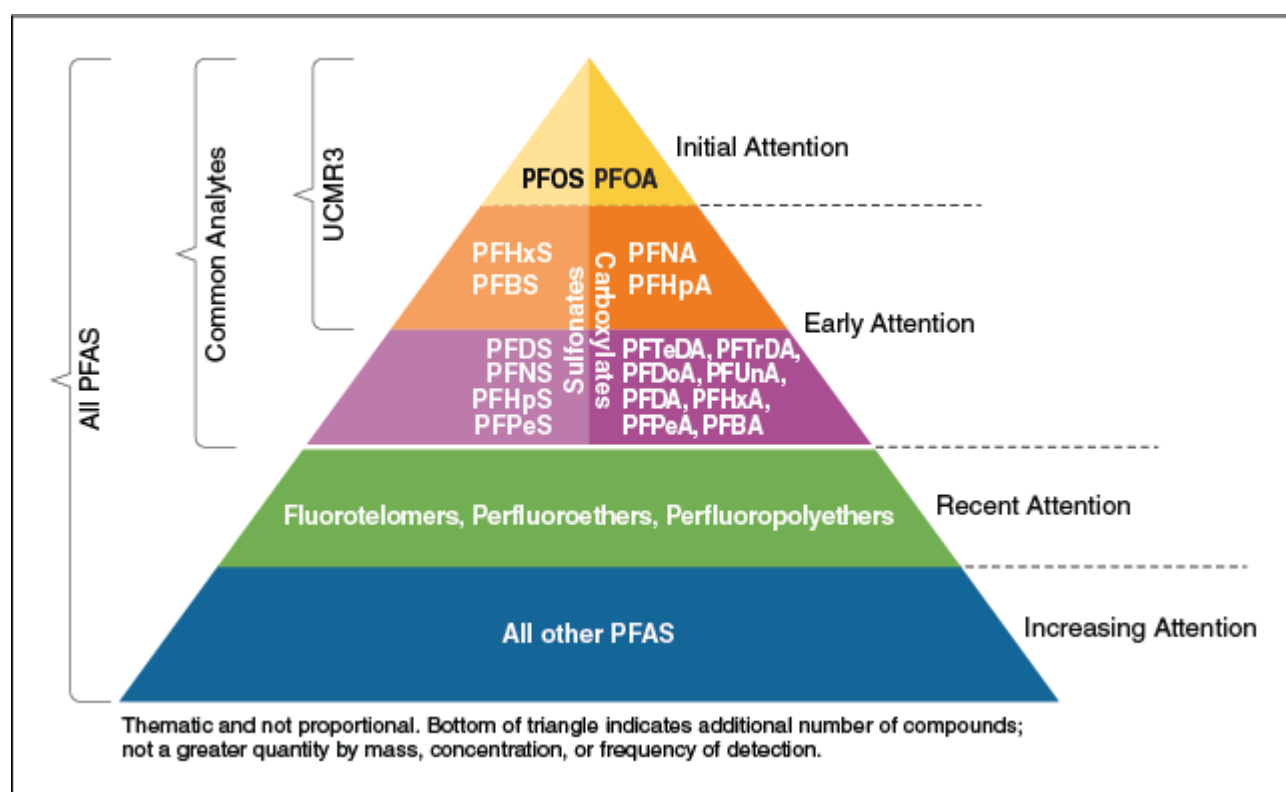 All PFAS
Common Analytes
UCMR3
PFOS PFOA
Initial Attention
PFHxS
PFBS
Sulfonates
Carboxylates
PFNA
PFHpA
Early Attention
PFDS
PFNS
PFHpS
PFPeS
PFTeDA, PFTrDA,
PFDoA, PFUnA,
PFDA, PFHxA,
PFPeA, PFBA
Fluorotelomers, Perfluoroethers, Perfluoropolyethers
Recent Attention
All other PFAS
Increasing Attention
Thematic and not proportional. Bottom of triangle indicates additional number of compounds;
not a greater quantity by mass, concentration, or frequency of detection.